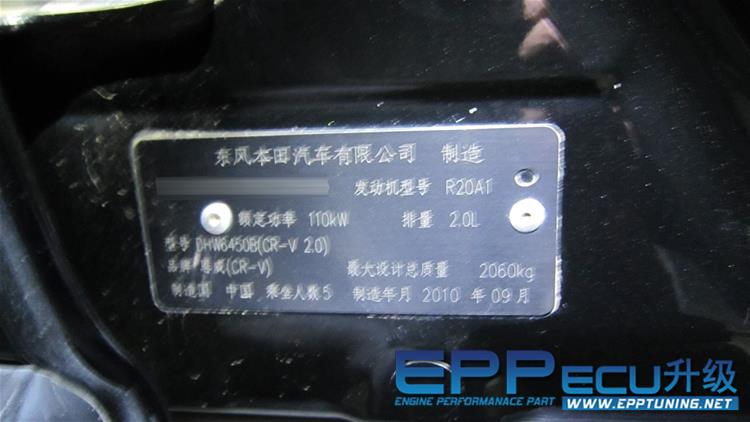 东风本田汽车有限公司 制造
发动机型号 R20A1
额定功率 110kW 排量 2.0L
型号 DHW6450B(CR-V 2.0)
品牌 思威(CR-V) 最大设计总质量 2060kg
制造国 中国 乘坐人数5 制造年月 2010 年 09 月
EPP ECU升级
ENGINE PERFORMANACE PART
WWW.EPPTUNING.NET